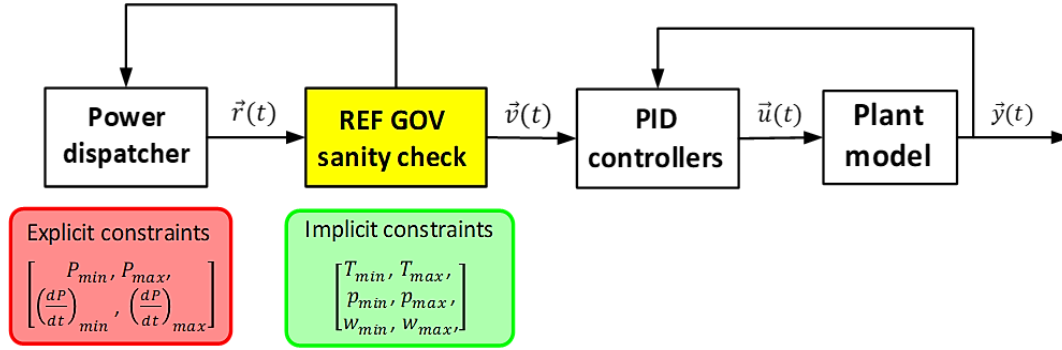 Power
dispatcher
r⃗(t)
REF GOV
sanity check
v⃗(t)
PID
controllers
u⃗(t)
Plant
model
y⃗(t)
Explicit constraints
[P_min, P_max,
(dP/dt)_min , (dP/dt)_max]
Implicit constraints
[T_min, T_max,
p_min, p_max,
w_min, w_max,]